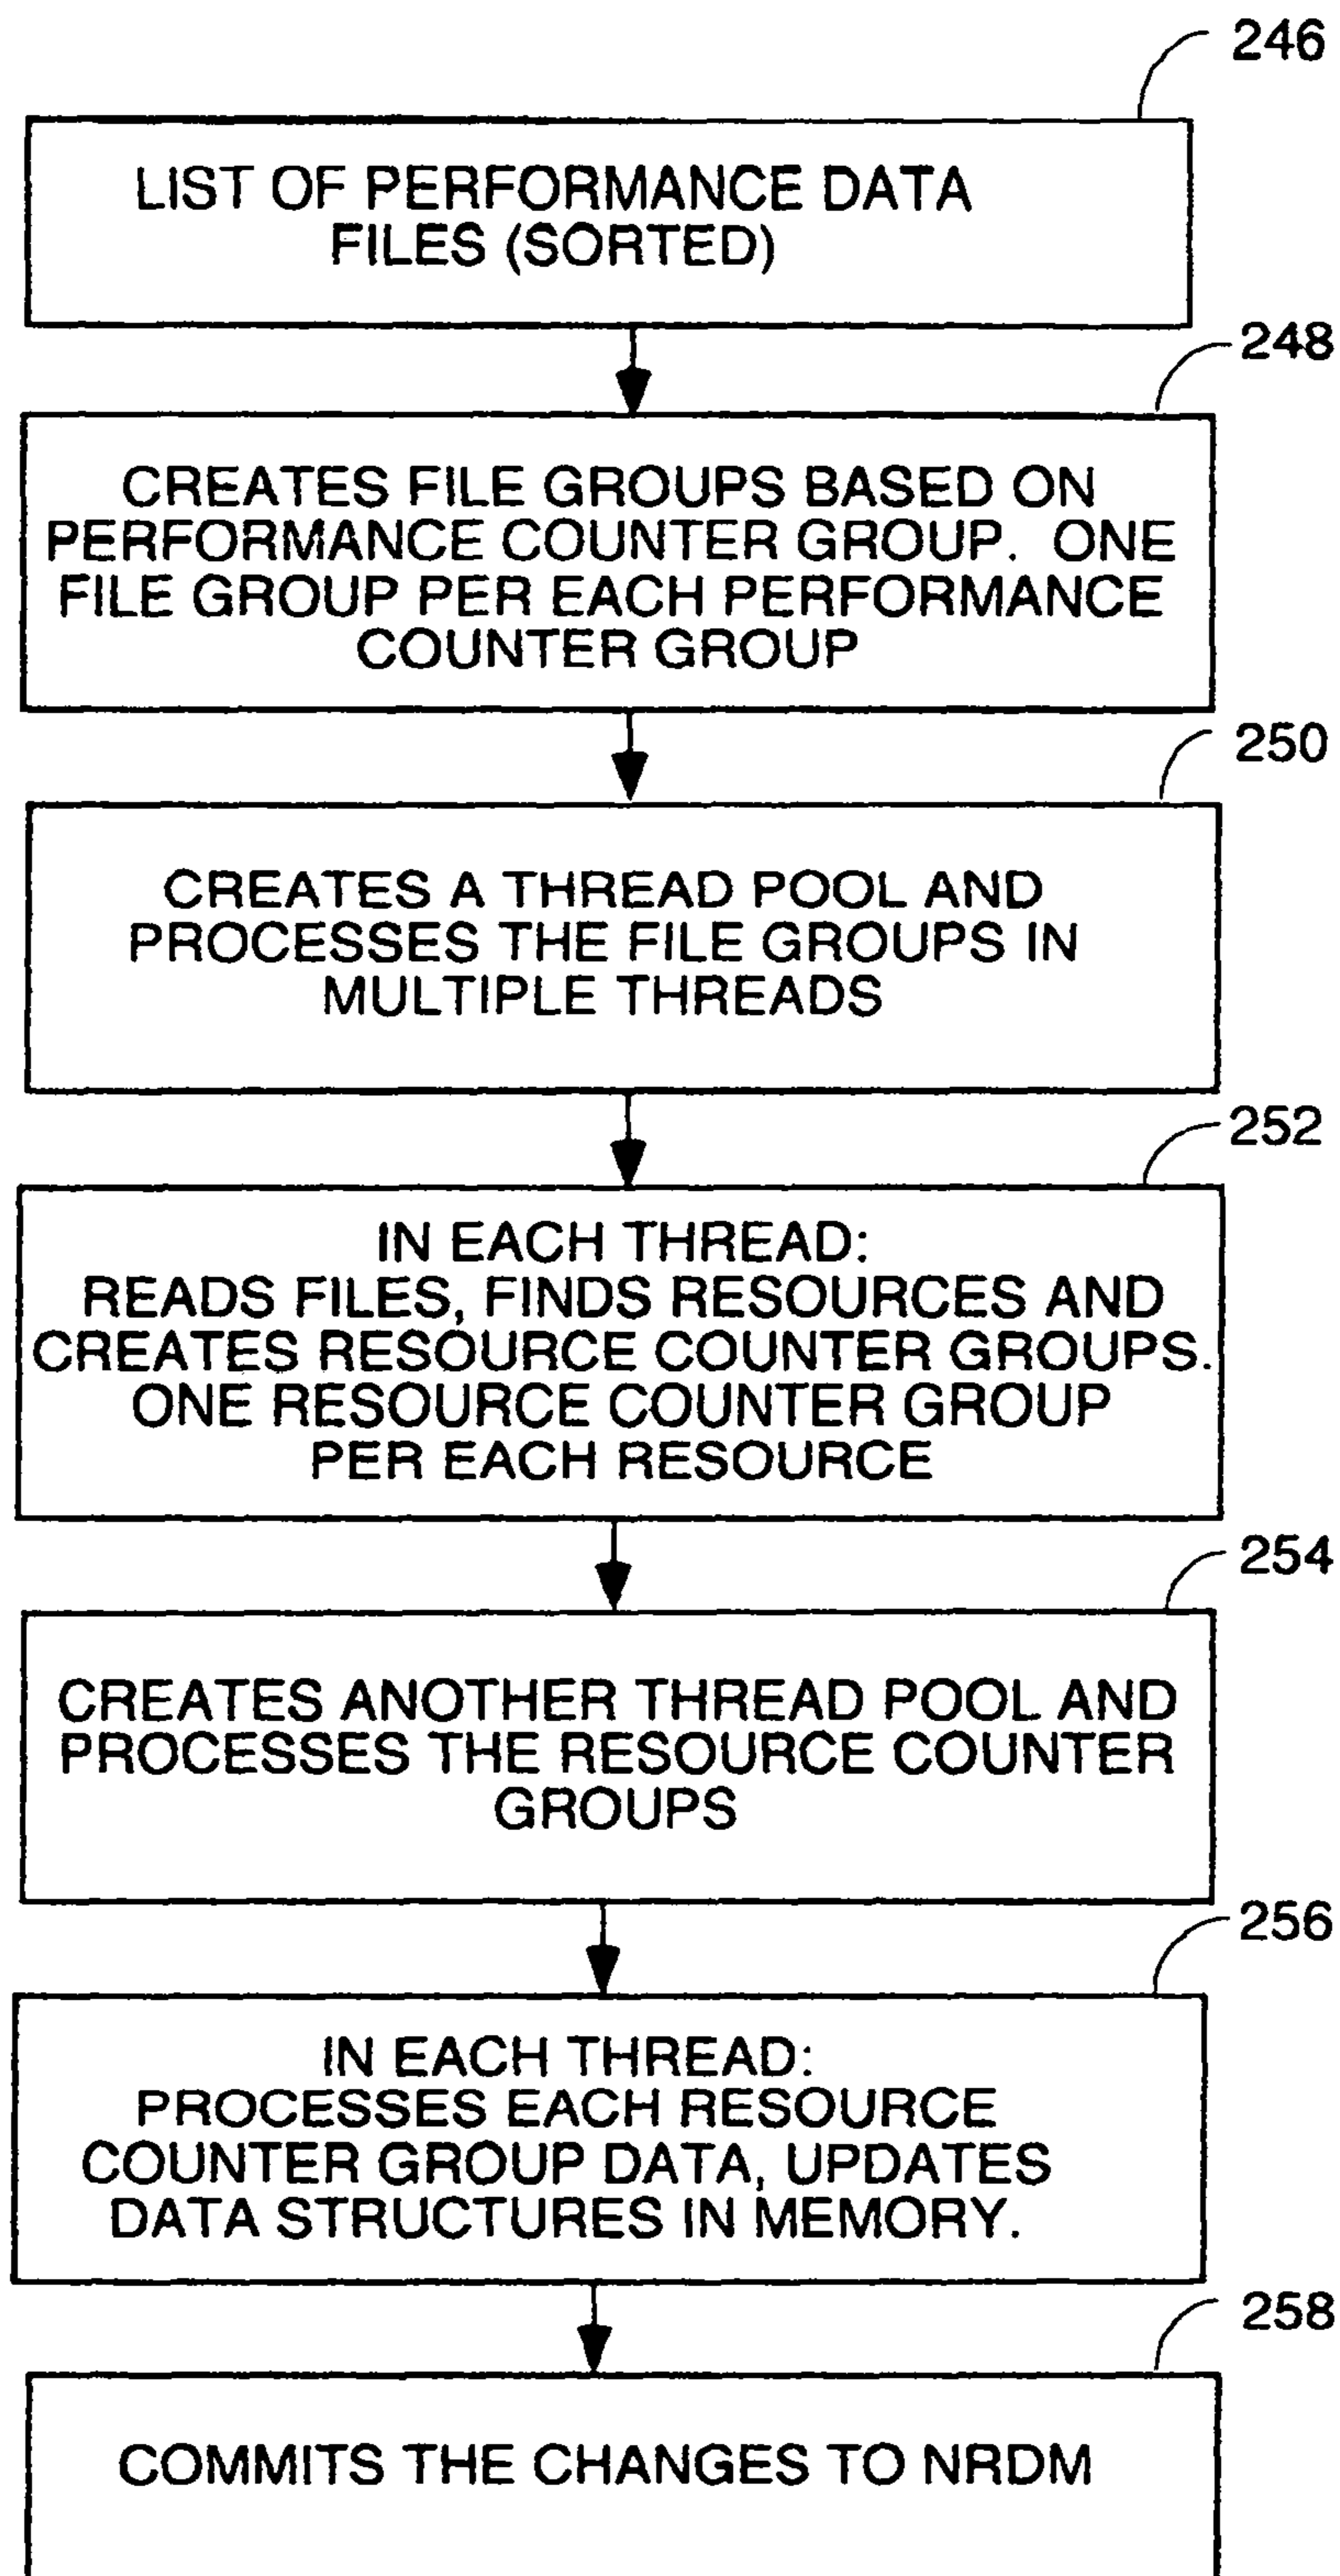 246
LIST OF PERFORMANCE DATA
FILES (SORTED)
248
CREATES FILE GROUPS BASED ON
PERFORMANCE COUNTER GROUP. ONE
FILE GROUP PER EACH PERFORMANCE
COUNTER GROUP
250
CREATES A THREAD POOL AND
PROCESSES THE FILE GROUPS IN
MULTIPLE THREADS
252
IN EACH THREAD:
READS FILES, FINDS RESOURCES AND
CREATES RESOURCE COUNTER GROUPS.
ONE RESOURCE COUNTER GROUP
PER EACH RESOURCE
254
CREATES ANOTHER THREAD POOL AND
PROCESSES THE RESOURCE COUNTER
GROUPS
256
IN EACH THREAD:
PROCESSES EACH RESOURCE
COUNTER GROUP DATA, UPDATES
DATA STRUCTURES IN MEMORY.
258
COMMITS THE CHANGES TO NRDM